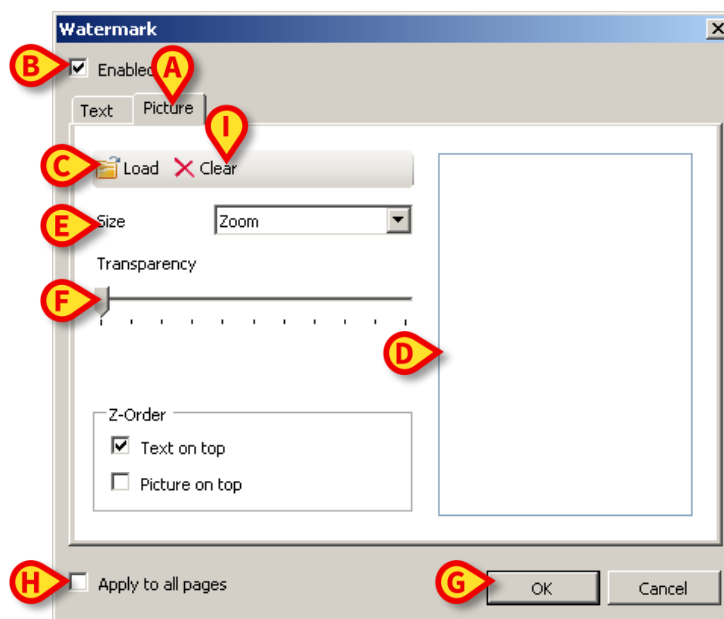 Watermark
B Enabled A
Text Picture
I
C Load Clear
E Size Zoom
Transparency
F
D
Z-Order
Text on top
Picture on top
H Apply to all pages G OK Cancel